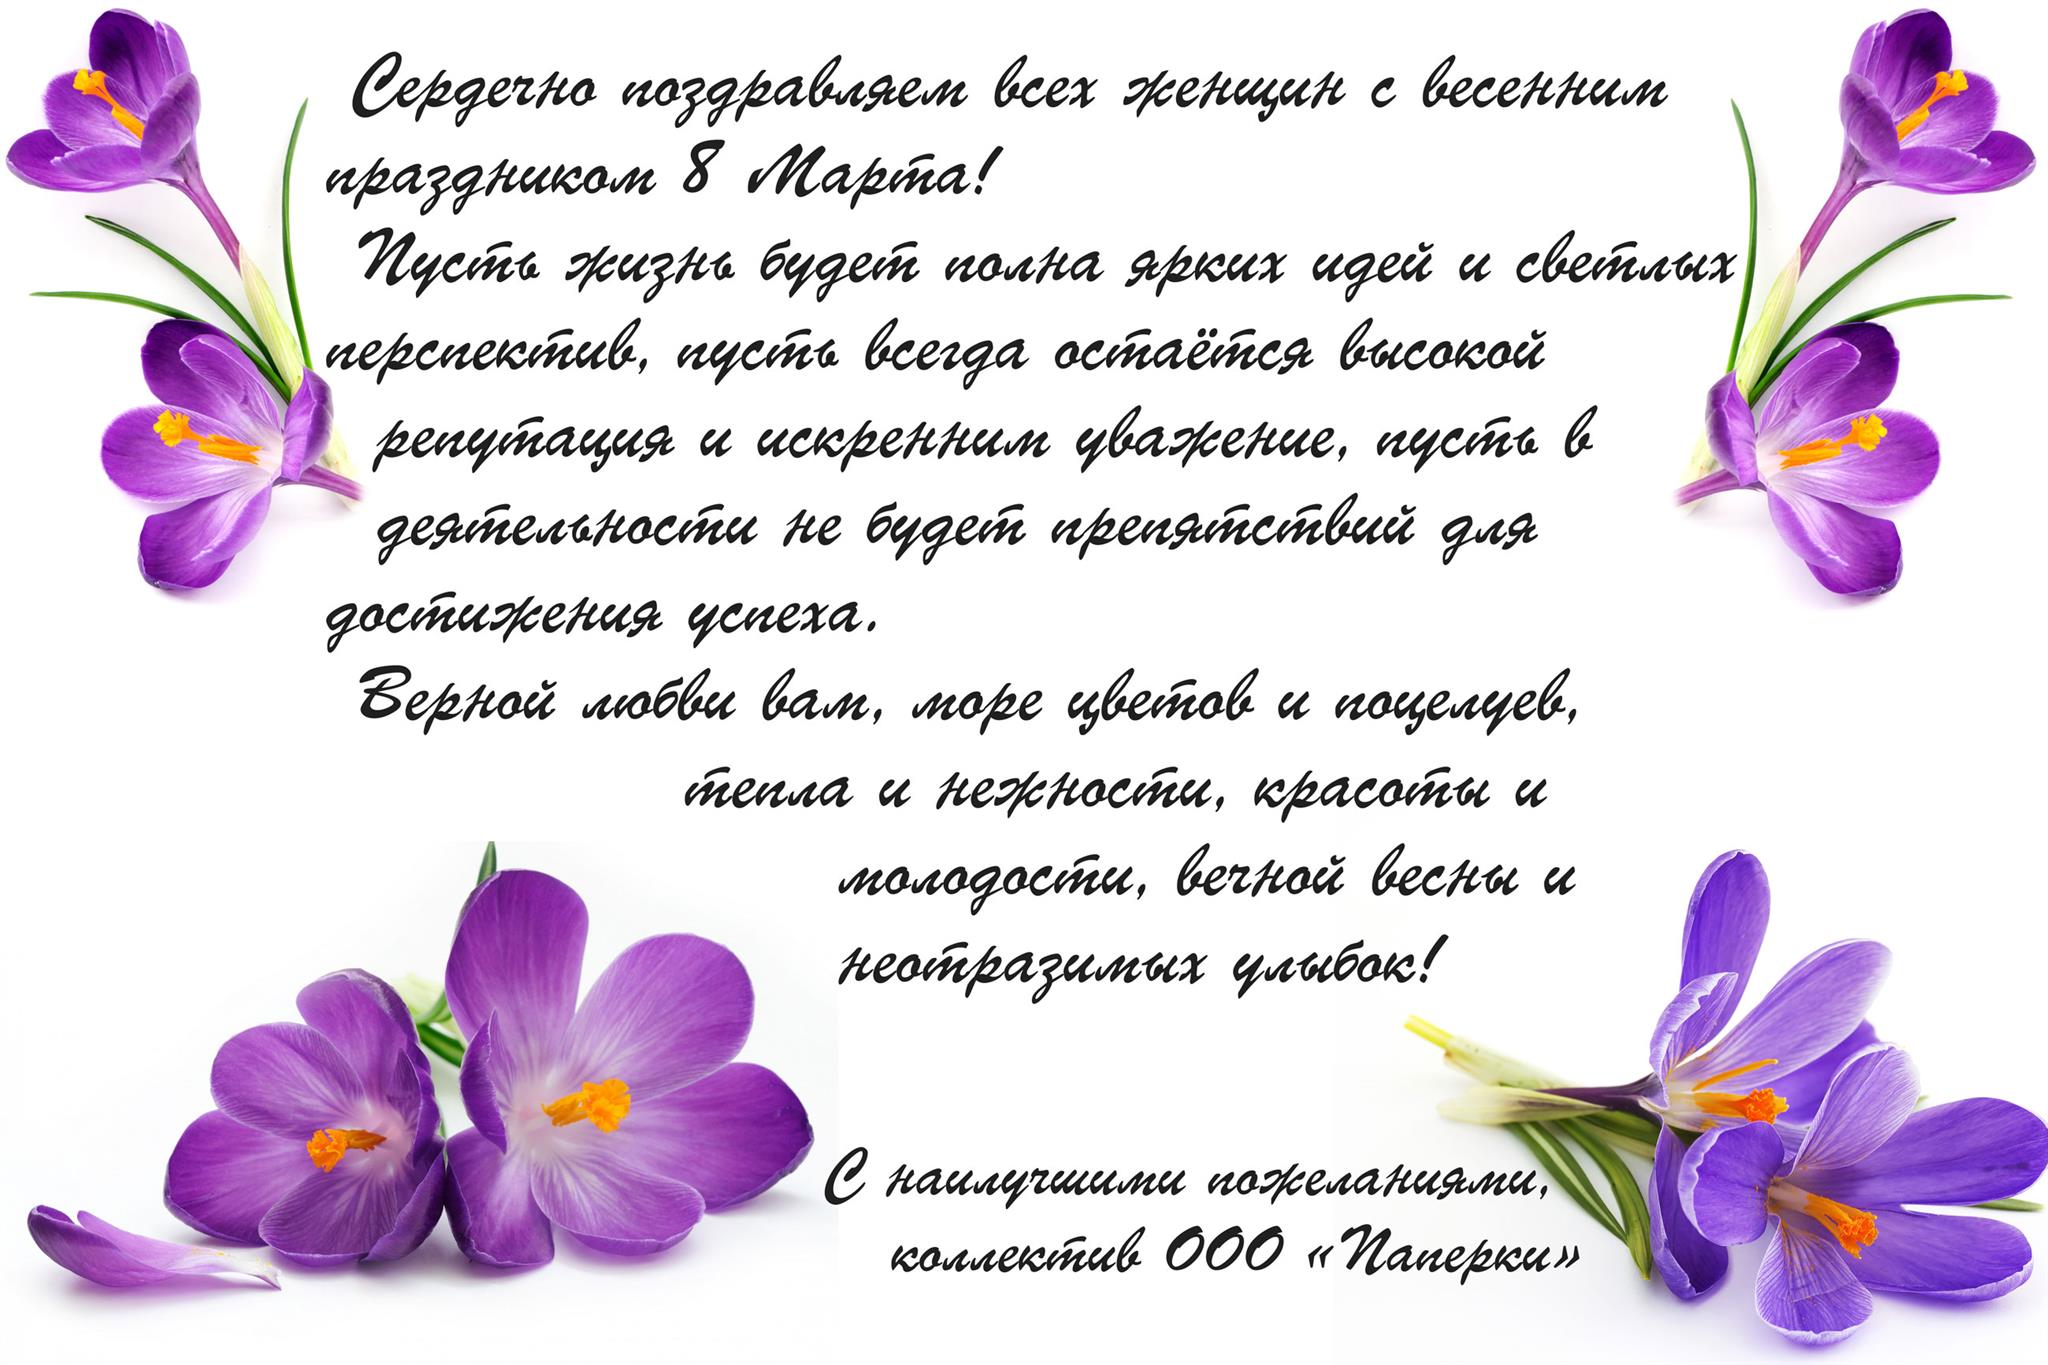 Сердечно поздравляем всех женщин с весенним
праздником 8 Марта!
Пусть жизнь будет полна ярких идей и светлых
перспектив, пусть всегда остаётся высокой
репутация и искренним уважение, пусть в
деятельности не будет препятствий для
достижения успеха.
Верной любви вам, море цветов и поцелуев,
тепла и нежности, красоты и
молодости, вечной весны и
неотразимых улыбок!
С наилучшими пожеланиями,
коллектив ООО «Паперки»